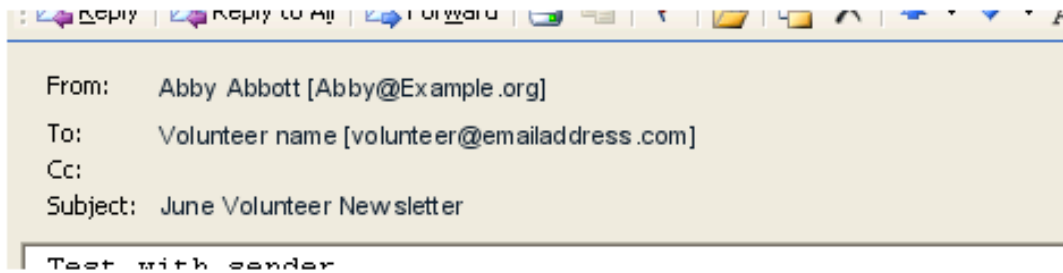 Reply Reply to All Forward
From: Abby Abbott [Abby@Example.org]
To: Volunteer name [volunteer@emailaddress.com]
Cc:
Subject: June Volunteer Newsletter
Test with sender